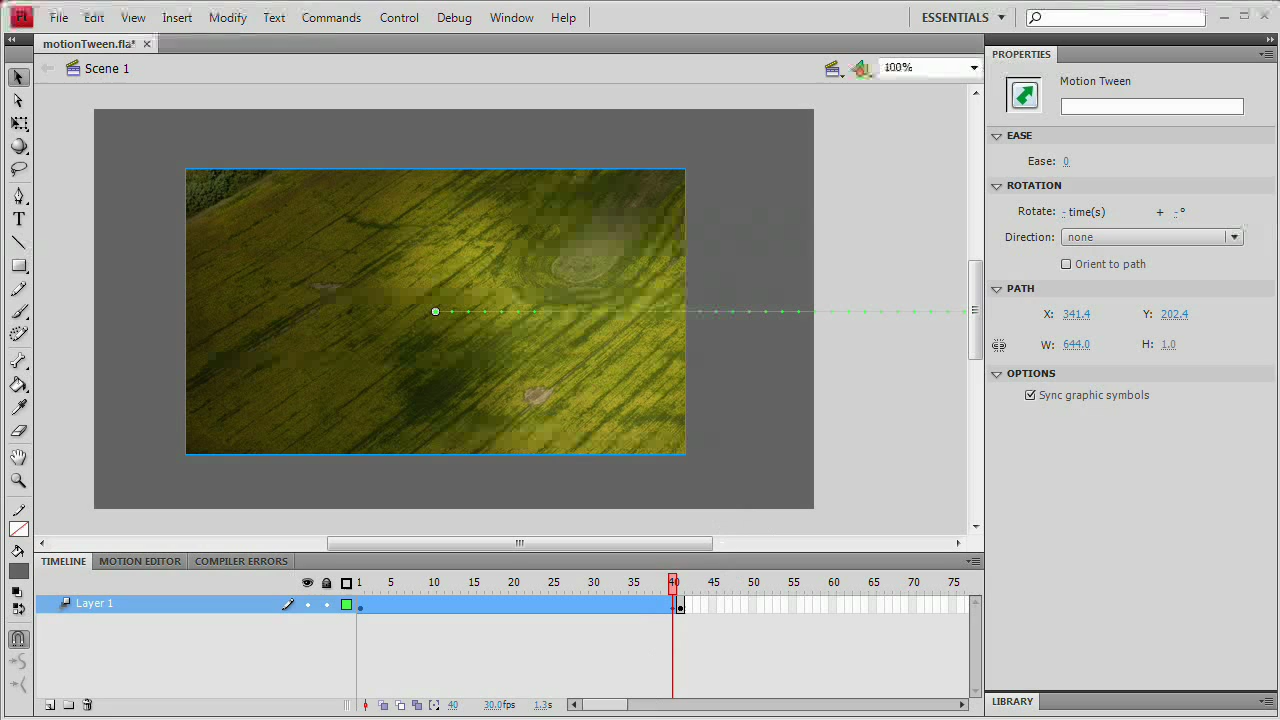 Fl File Edit View Insert Modify Text Commands Control Debug Window Help ESSENTIALS
motionTween.fla* PROPERTIES
Scene 1 100%
Motion Tween
EASE
Ease: 0
ROTATION
Rotate: - time(s) + -°
Direction: none
Orient to path
PATH
X: 341.4 Y: 202.4
W: 644.0 H: 1.0
OPTIONS
Sync graphic symbols
T
TIMELINE MOTION EDITOR COMPILER ERRORS
1 5 10 15 20 25 30 35 40 45 50 55 60 65 70 75
Layer 1
40 30.0fps 1.3s
LIBRARY